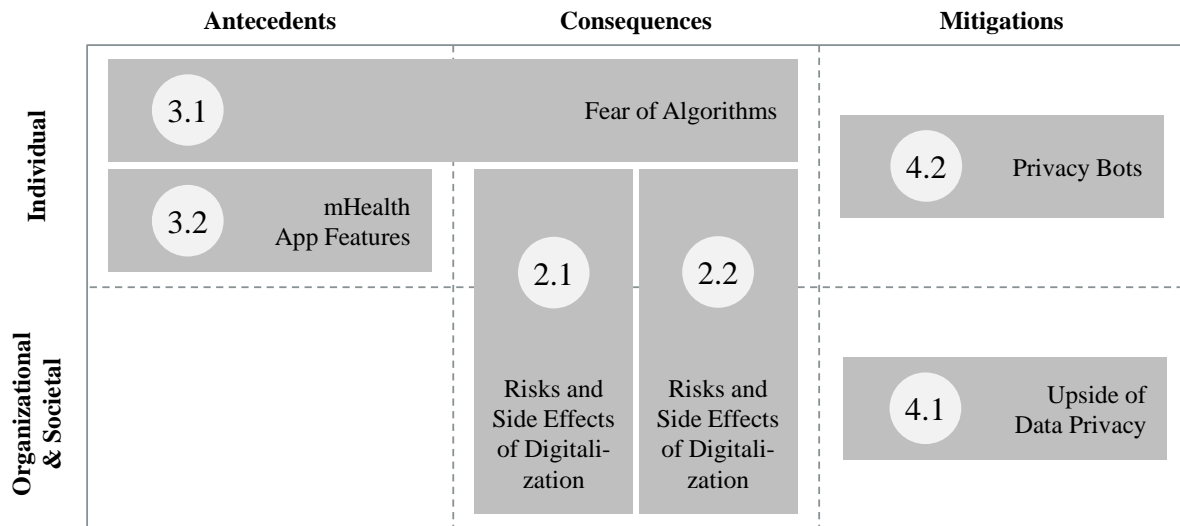 Antecedents
Consequences
Mitigations
Individual
3.1
Fear of Algorithms
3.2
mHealth
App Features
4.2
Privacy Bots
2.1
2.2
Organizational
& Societal
Risks and
Side Effects
of Digitali-
zation
Risks and
Side Effects
of Digitali-
zation
4.1
Upside of
Data Privacy